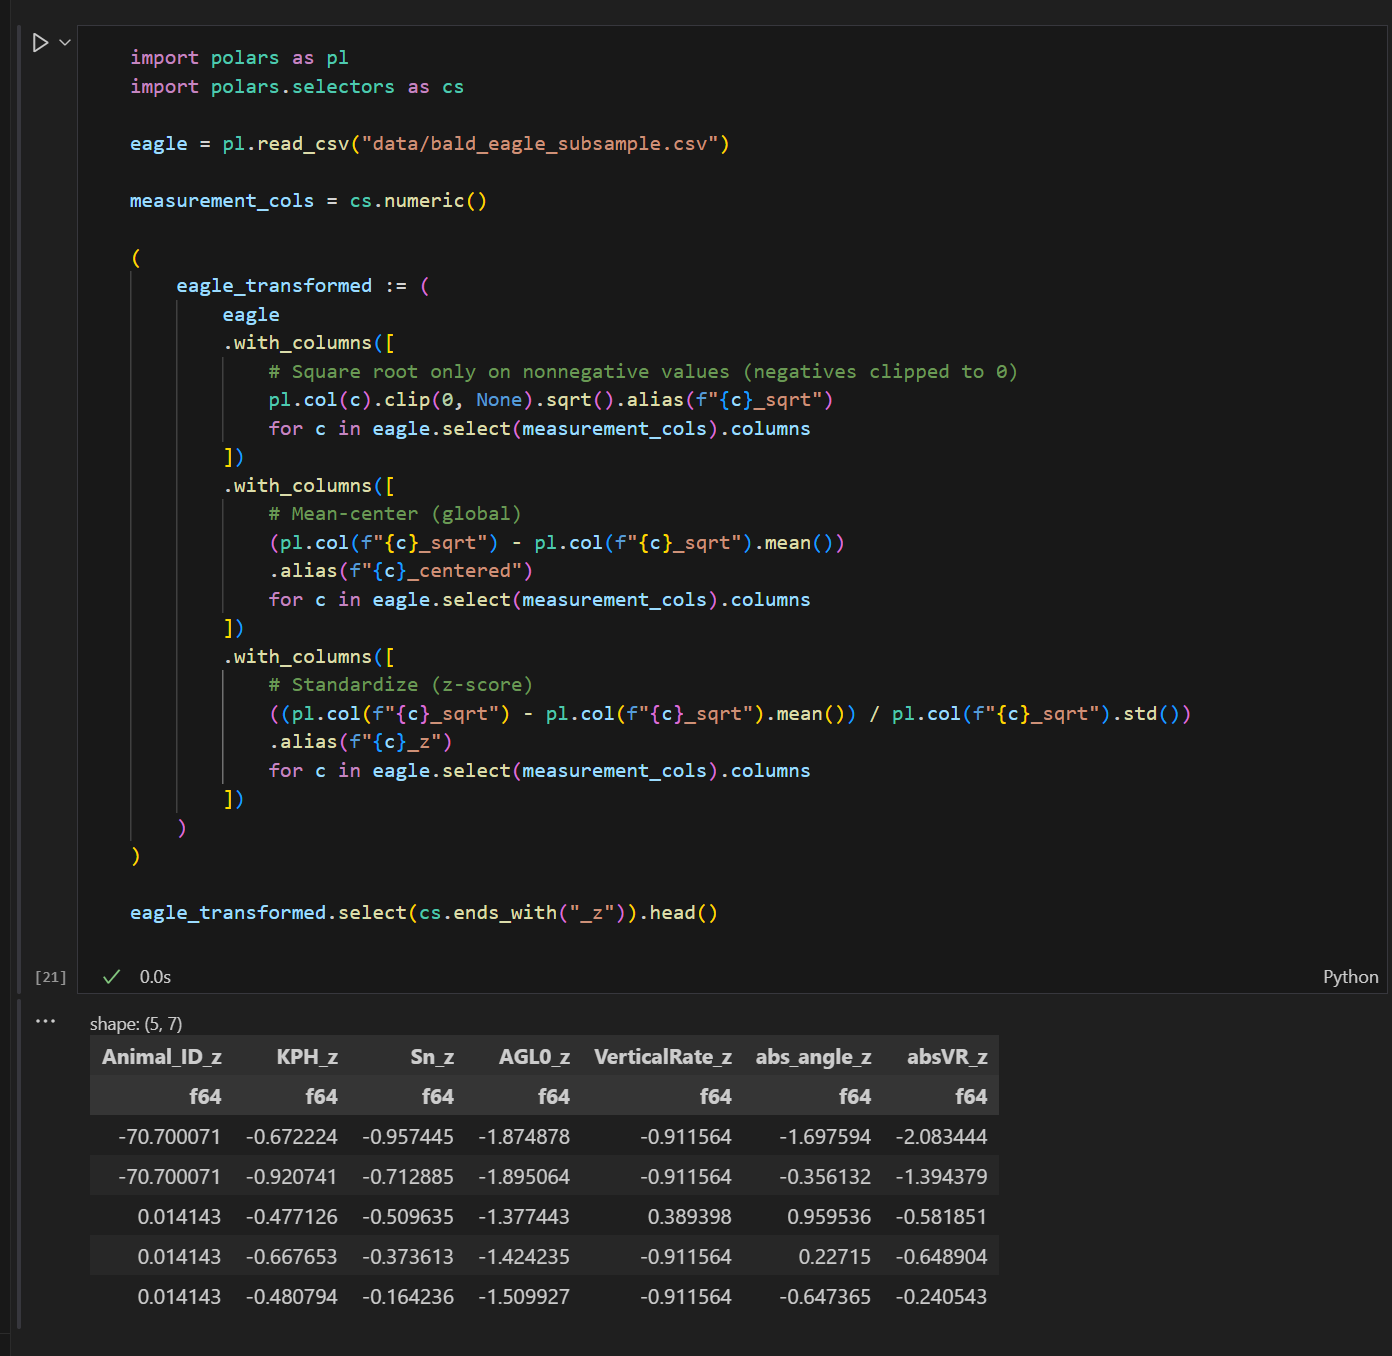 import polars as pl
import polars.selectors as cs
eagle = pl.read_csv("data/bald_eagle_subsample.csv")
measurement_cols = cs.numeric()
(
eagle_transformed := (
eagle
.with_columns([
# Square root only on nonnegative values (negatives clipped to 0)
pl.col(c).clip(0, None).sqrt().alias(f"{c}_sqrt")
for c in eagle.select(measurement_cols).columns
])
.with_columns([
# Mean-center (global)
(pl.col(f"{c}_sqrt") - pl.col(f"{c}_sqrt").mean())
.alias(f"{c}_centered")
for c in eagle.select(measurement_cols).columns
])
.with_columns([
# Standardize (z-score)
((pl.col(f"{c}_sqrt") - pl.col(f"{c}_sqrt").mean()) / pl.col(f"{c}_sqrt").std())
.alias(f"{c}_z")
for c in eagle.select(measurement_cols).columns
])
)
)
eagle_transformed.select(cs.ends_with("_z")).head()
[21] 0.0s Python
... shape: (5, 7)
Animal_ID_z KPH_z Sn_z AGL0_z VerticalRate_z abs_angle_z absVR_z
f64 f64 f64 f64 f64 f64 f64
-70.700071 -0.672224 -0.957445 -1.874878 -0.911564 -1.697594 -2.083444
-70.700071 -0.920741 -0.712885 -1.895064 -0.911564 -0.356132 -1.394379
0.014143 -0.477126 -0.509635 -1.377443 0.389398 0.959536 -0.581851
0.014143 -0.667653 -0.373613 -1.424235 -0.911564 0.22715 -0.648904
0.014143 -0.480794 -0.164236 -1.509927 -0.911564 -0.647365 -0.240543